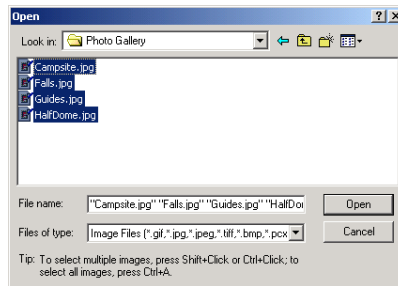 Open
Look in: Photo Gallery
Campsite.jpg
Falls.jpg
Guides.jpg
HalfDome.jpg
File name: "Campsite.jpg" "Falls.jpg" "Guides.jpg" "HalfDor Open
Files of type: Image Files (*.gif,*.jpg,*.jpeg,*.tiff,*.bmp,*.pcx Cancel
Tip: To select multiple images, press Shift+Click or Ctrl+Click; to
select all images, press Ctrl+A.